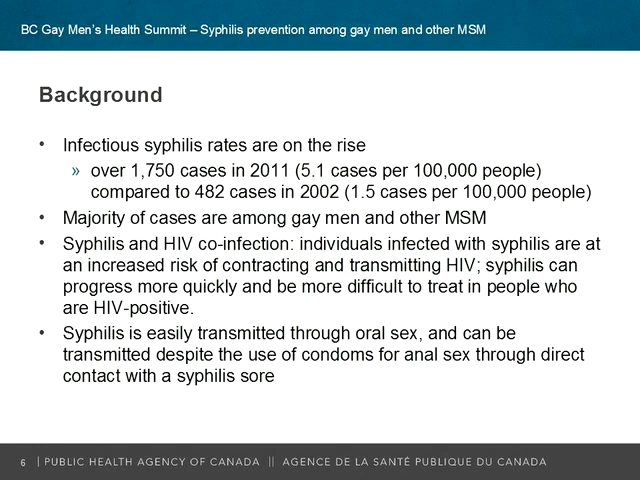 BC Gay Men's Health Summit – Syphilis prevention among gay men and other MSM
Background
• Infectious syphilis rates are on the rise
» over 1,750 cases in 2011 (5.1 cases per 100,000 people)
compared to 482 cases in 2002 (1.5 cases per 100,000 people)
• Majority of cases are among gay men and other MSM
• Syphilis and HIV co-infection: individuals infected with syphilis are at
an increased risk of contracting and transmitting HIV; syphilis can
progress more quickly and be more difficult to treat in people who
are HIV-positive.
• Syphilis is easily transmitted through oral sex, and can be
transmitted despite the use of condoms for anal sex through direct
contact with a syphilis sore
6 | PUBLIC HEALTH AGENCY OF CANADA || AGENCE DE LA SANTÉ PUBLIQUE DU CANADA